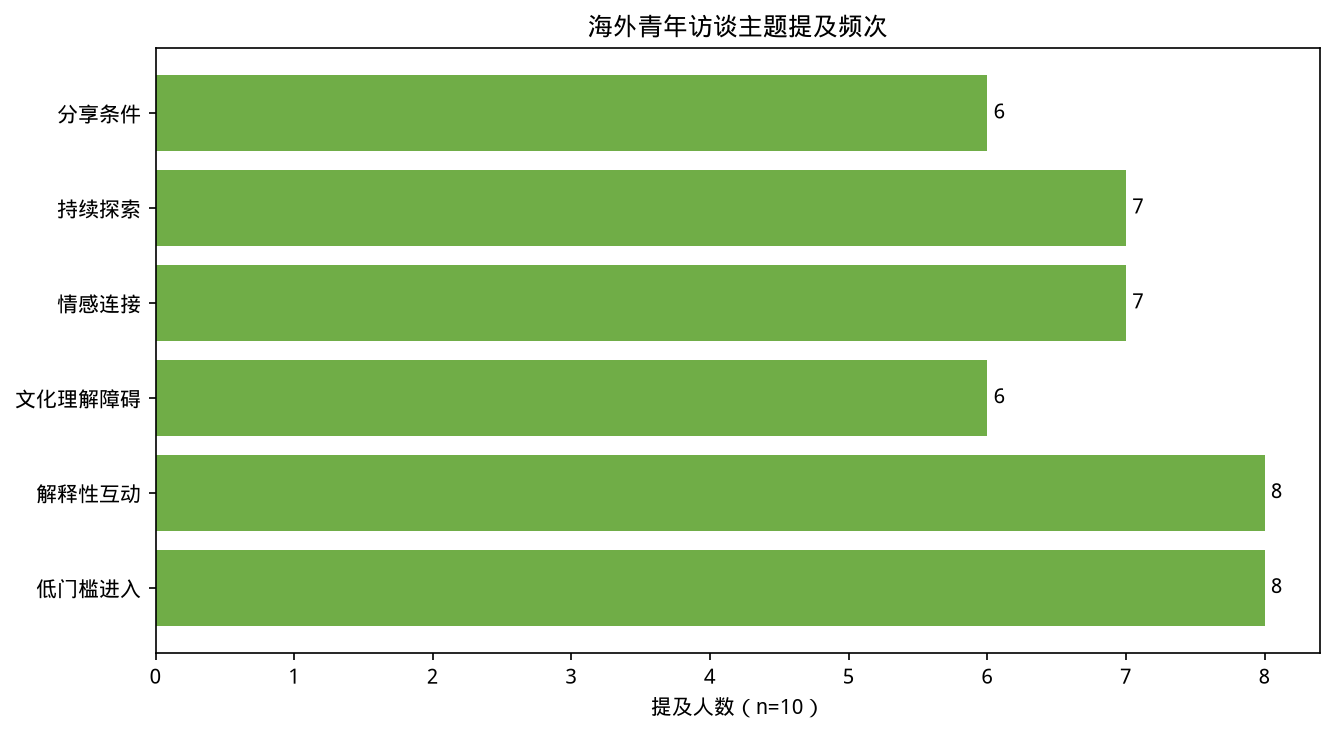 海外青年访谈主题提及频次
分享条件
6
持续探索
7
情感连接
7
文化理解障碍
6
解释性互动
8
低门槛进入
8
0 1 2 3 4 5 6 7 8
提及人数（n=10）